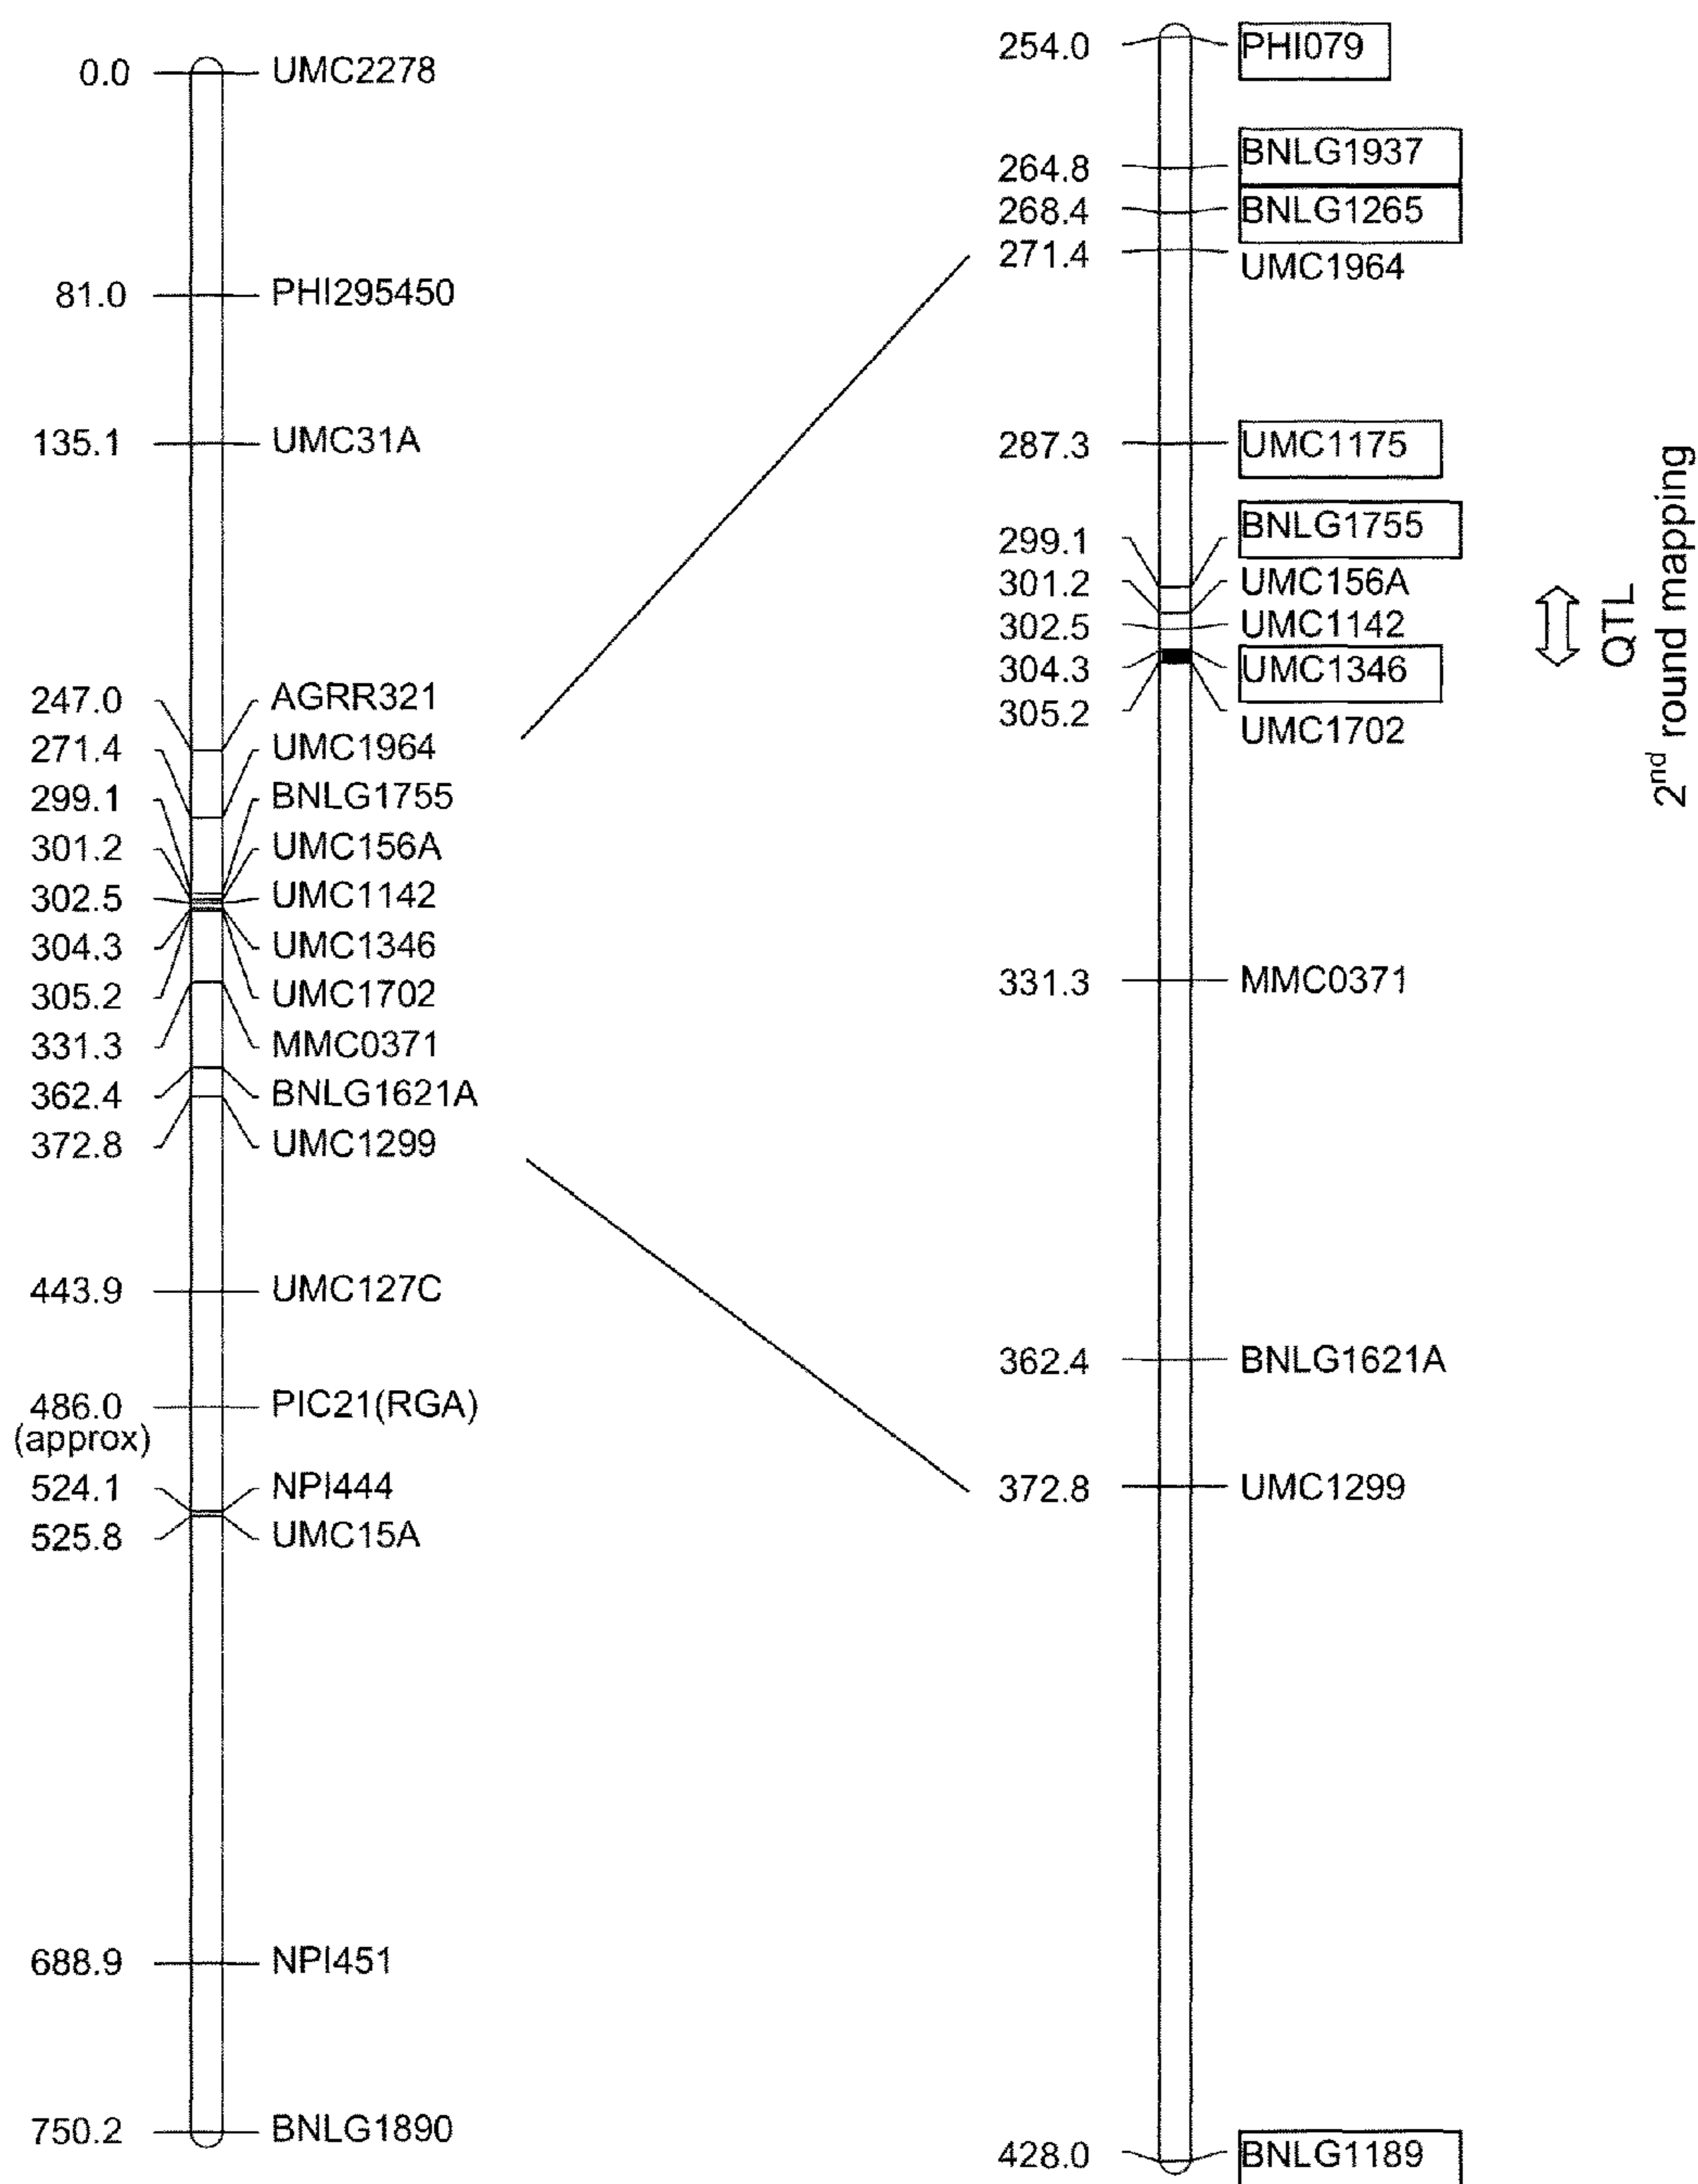 0.0 UMC2278
81.0 PHI295450
135.1 UMC31A
247.0 AGRR321
271.4 UMC1964
299.1 BNLG1755
301.2 UMC156A
302.5 UMC1142
304.3 UMC1346
305.2 UMC1702
331.3 MMC0371
362.4 BNLG1621A
372.8 UMC1299
443.9 UMC127C
486.0 PIC21(RGA)
(approx)
524.1 NPI444
525.8 UMC15A
688.9 NPI451
750.2 BNLG1890
254.0 PHI079
264.8 BNLG1937
268.4 BNLG1265
271.4 UMC1964
287.3 UMC1175
299.1 BNLG1755
301.2 UMC156A
302.5 UMC1142
304.3 UMC1346
305.2 UMC1702
331.3 MMC0371
362.4 BNLG1621A
372.8 UMC1299
428.0 BNLG1189
QTL
2nd round mapping